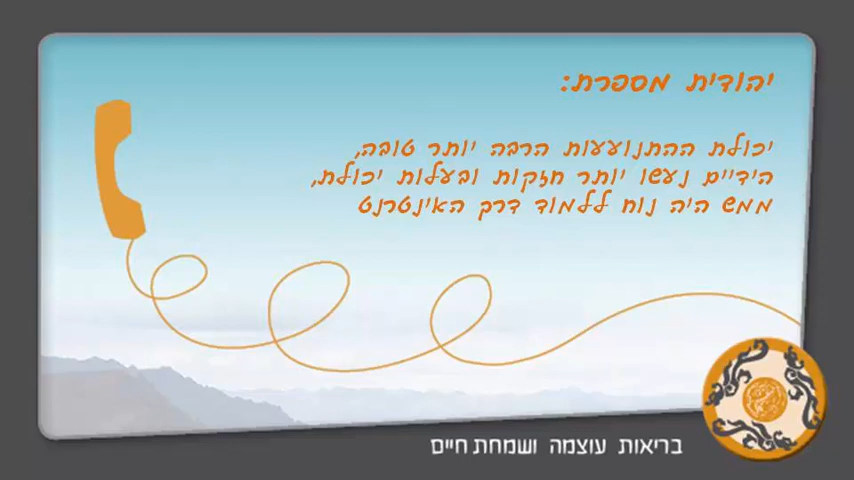 יהודית מספרת:
יכולת ההתנועעות הרבה יותר טובה,
הידיים נעשו יותר חזקות ובעלות יכולת,
ממש היה נוח ללמוד דרך האינטרנט
בריאות עוצמה ושמחת חיים